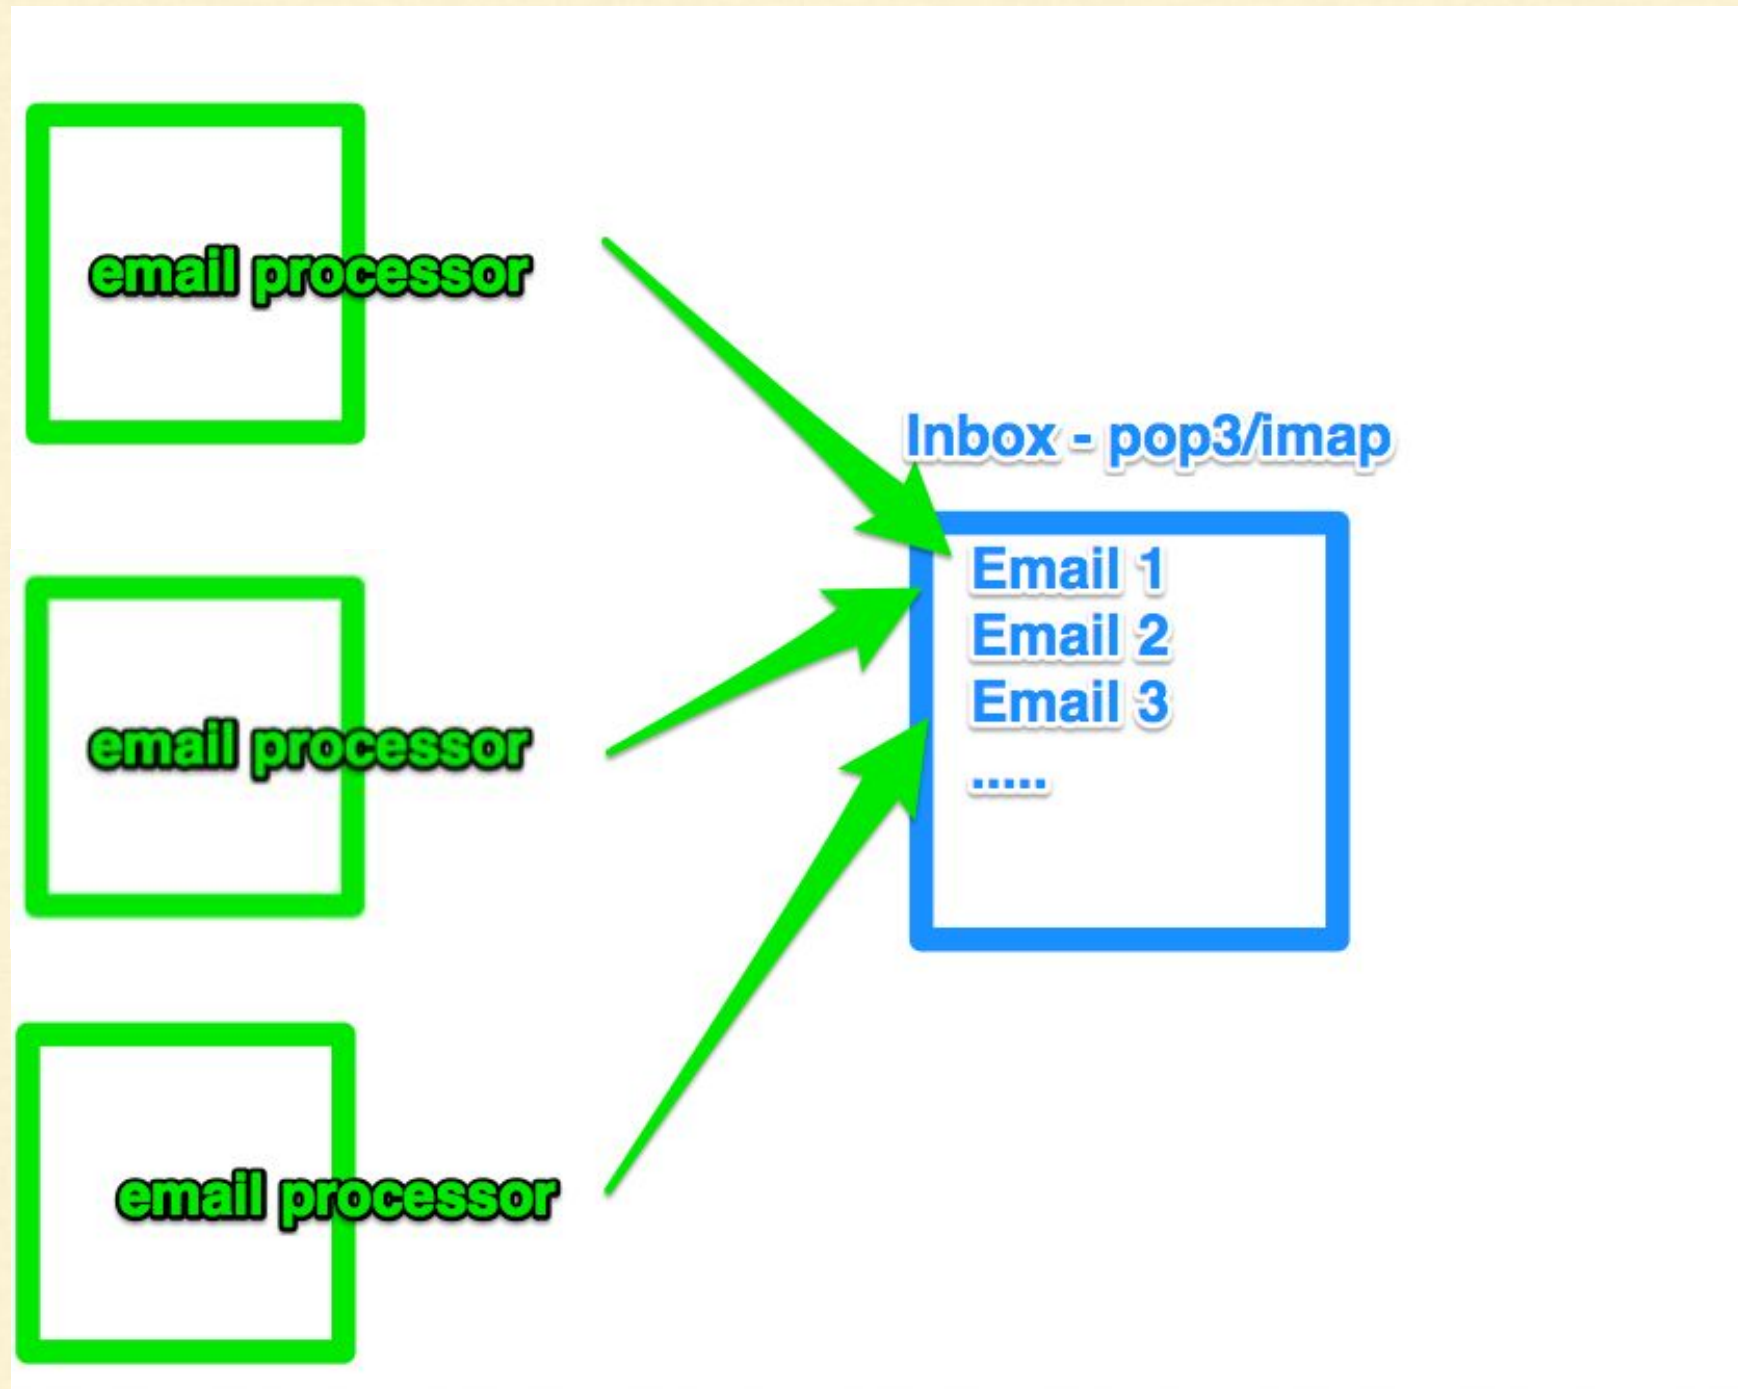 email processor
Inbox - pop3/imap
Email 1
Email 2
Email 3
.....
email processor
email processor